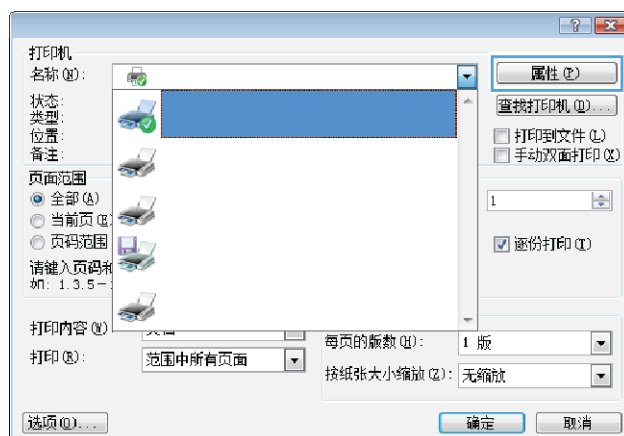 打印机
名称(N):
属性(P)
状态:
类型:
查找打印机(D)...
位置:
打印到文件(L)
备注:
手动双面打印(X)
页面范围
全部(A)
1
当前页(E)
页码范围
逐份打印(T)
请键入页码和
如: 1.3.5-
打印内容(W):
每页的版数(H): 1 版
打印(R): 范围中所有页面
按纸张大小缩放(Z): 无缩放
选项(O)... 确定 取消